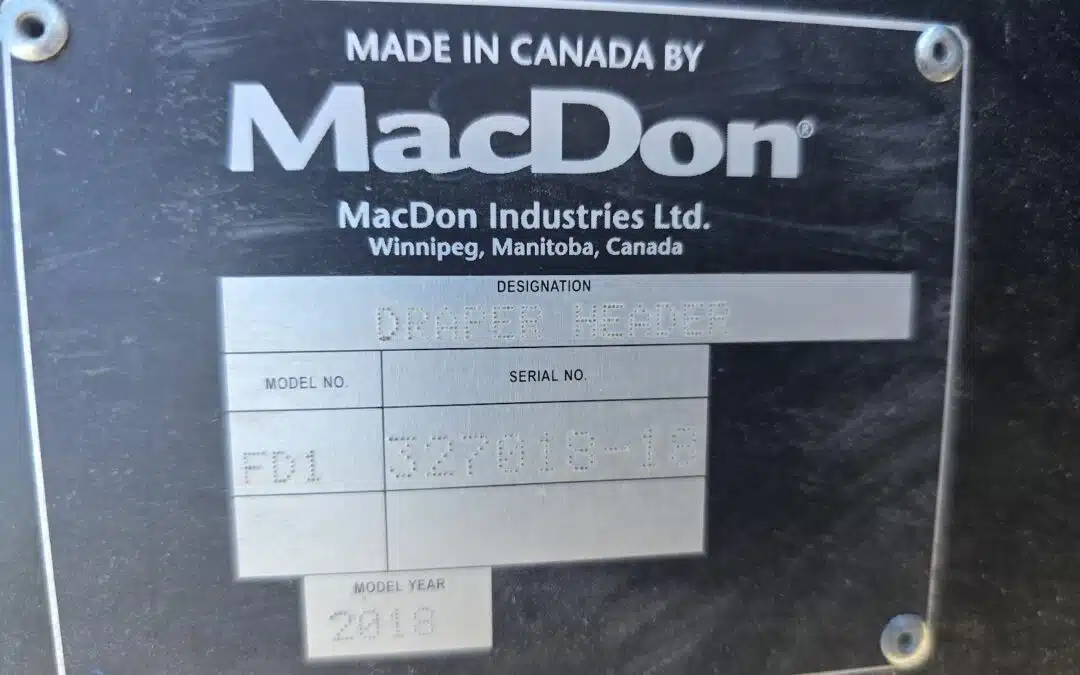 MADE IN CANADA BY
MacDon®
MacDon Industries Ltd.
Winnipeg, Manitoba, Canada
DESIGNATION
DRAPER HEADER
MODEL NO.
SERIAL NO.
FD1
327018-18
MODEL YEAR
2018